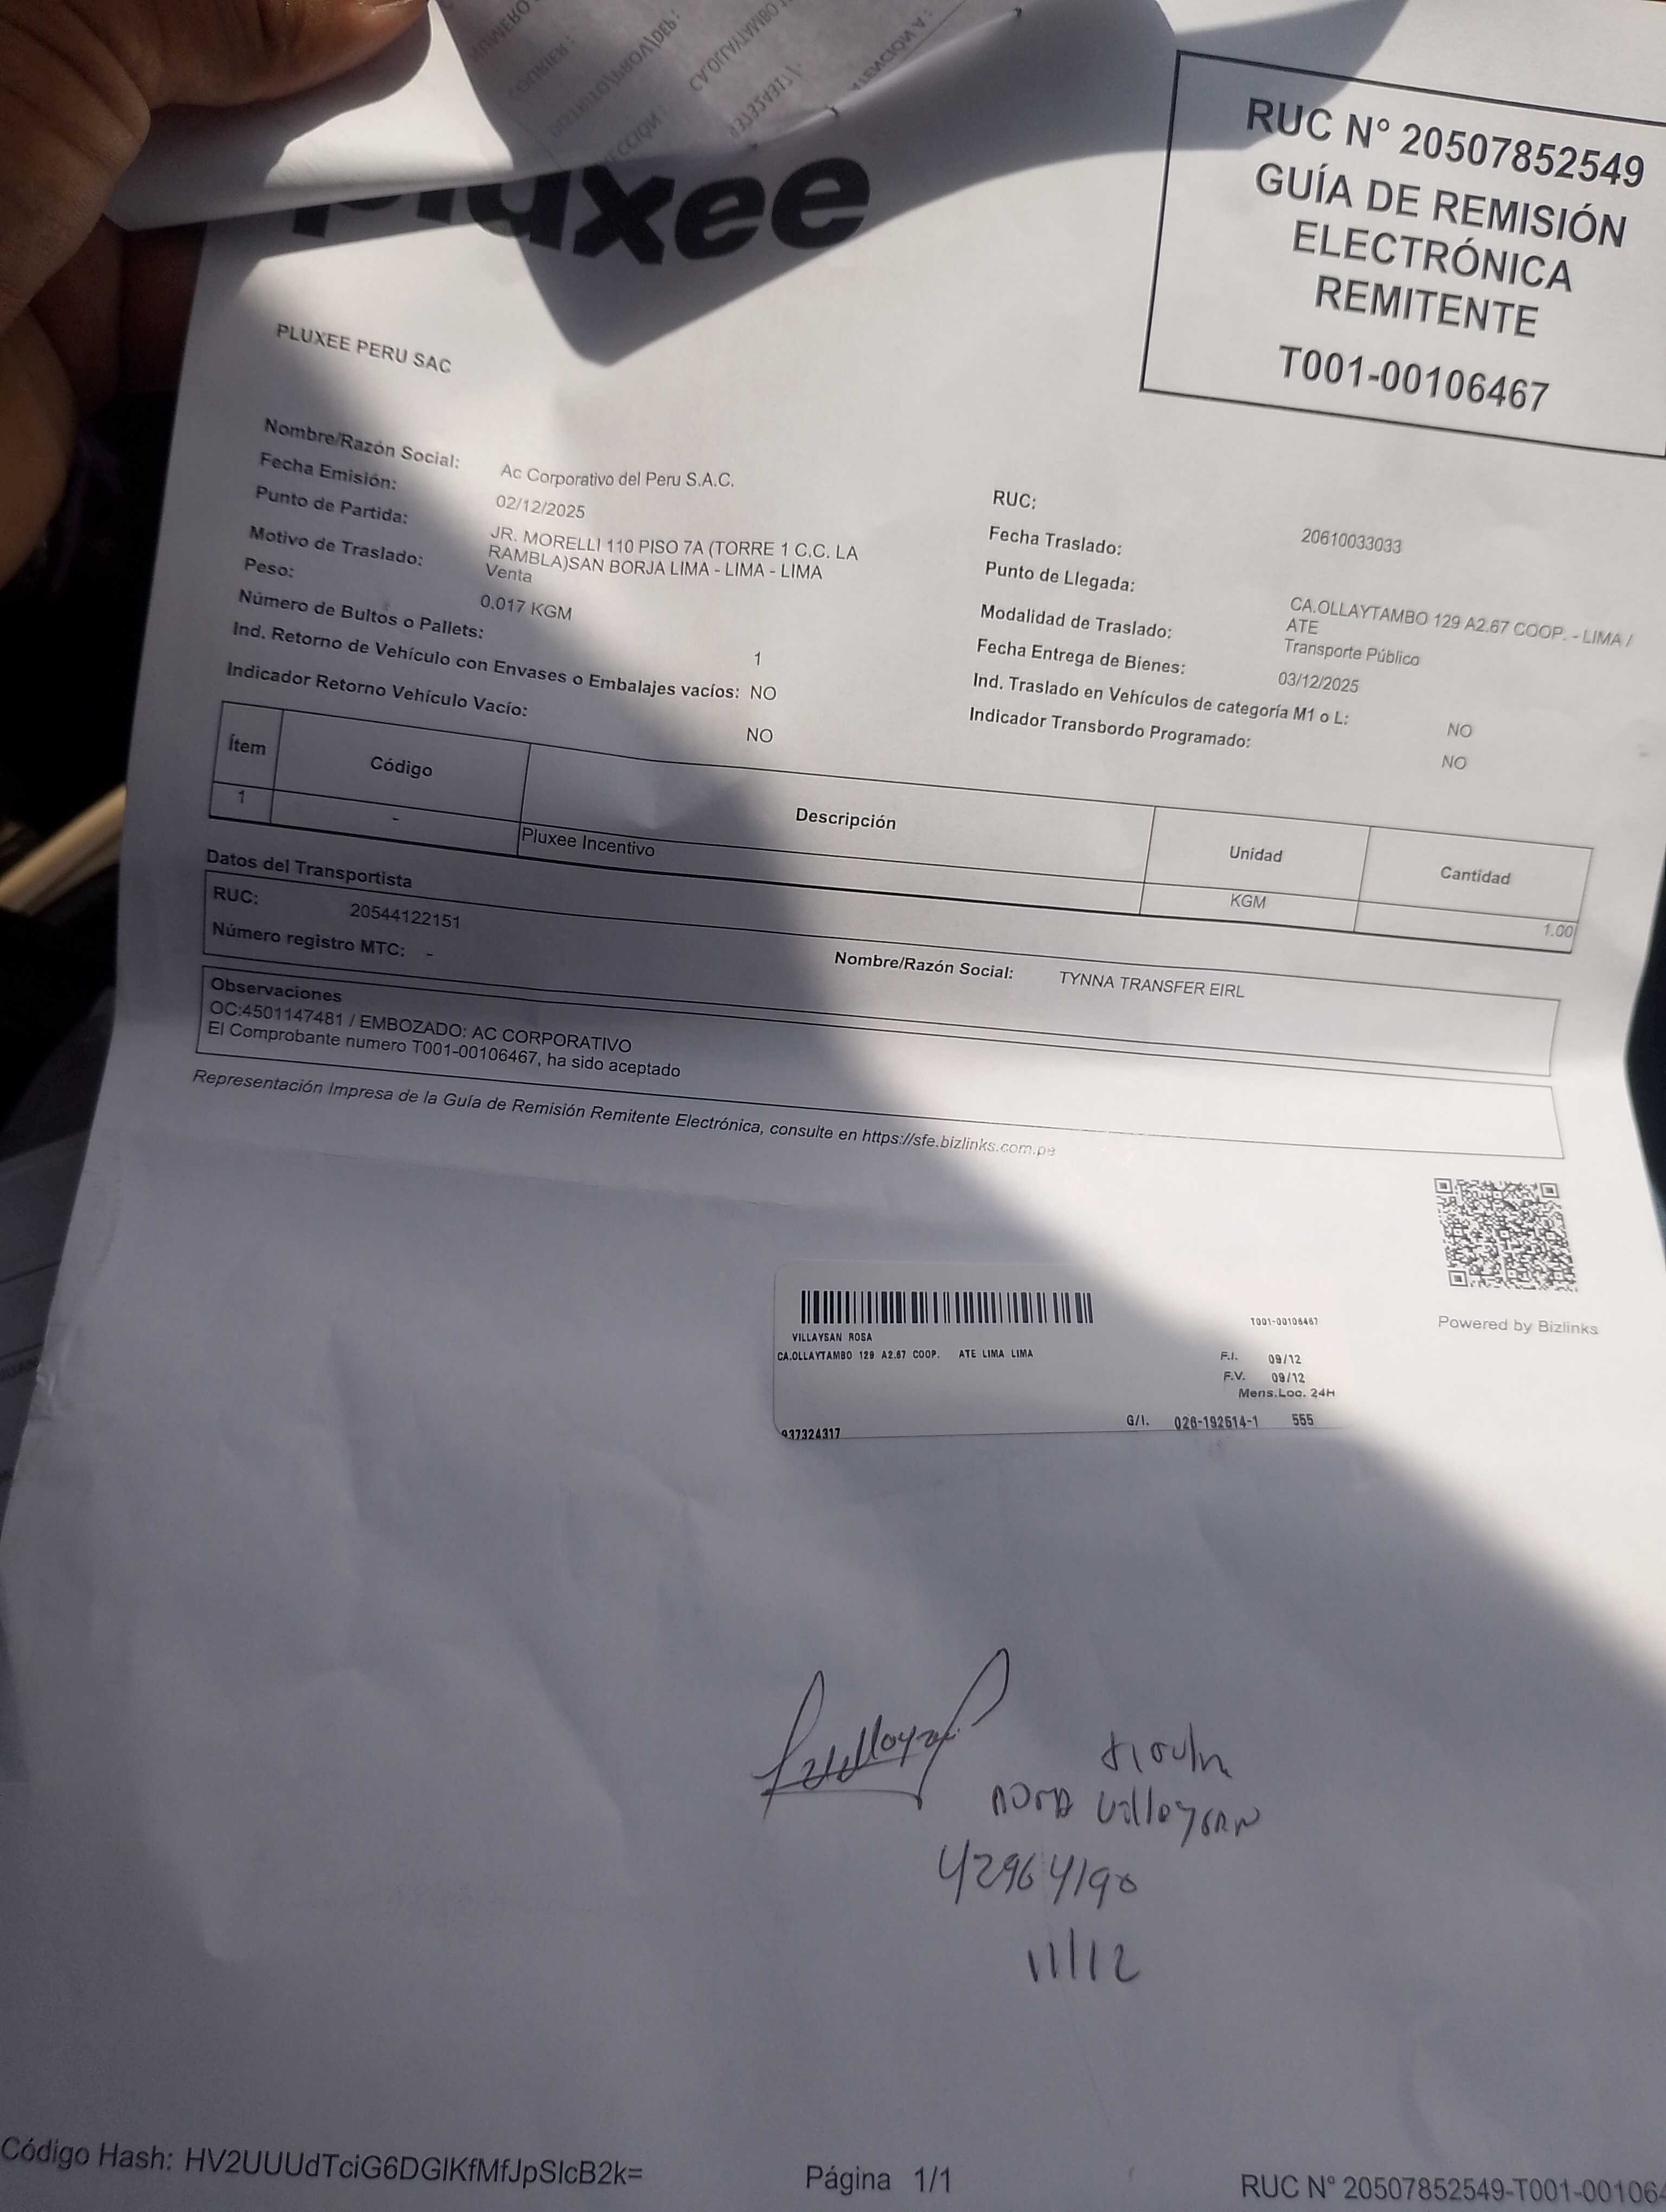 NUMERO
COURIER :
DISTRITO/PROV/DEP :
CA.OLLAYTAMBO
937324317 /
ATENCION A :
pluxee
RUC N° 20507852549
GUÍA DE REMISIÓN
ELECTRÓNICA
REMITENTE
T001-00106467
PLUXEE PERU SAC
Nombre/Razón Social: Ac Corporativo del Peru S.A.C.
Fecha Emisión: 02/12/2025
Punto de Partida: JR. MORELLI 110 PISO 7A (TORRE 1 C.C. LA
RAMBLA)SAN BORJA LIMA - LIMA - LIMA
Motivo de Traslado: Venta
Peso: 0.017 KGM
Número de Bultos o Pallets: 1
Ind. Retorno de Vehículo con Envases o Embalajes vacíos: NO
Indicador Retorno Vehículo Vacío: NO
RUC: 20610033033
Fecha Traslado:
Punto de Llegada: CA.OLLAYTAMBO 129 A2.67 COOP. - LIMA /
ATE
Modalidad de Traslado: Transporte Público
Fecha Entrega de Bienes: 03/12/2025
Ind. Traslado en Vehículos de categoría M1 o L: NO
Indicador Transbordo Programado: NO
Ítem Código Descripción Unidad Cantidad
1 - Pluxee Incentivo KGM 1.00
Datos del Transportista
RUC: 20544122151
Nombre/Razón Social: TYNNA TRANSFER EIRL
Número registro MTC: -
Observaciones
OC:4501147481 / EMBOZADO: AC CORPORATIVO
El Comprobante numero T001-00106467, ha sido aceptado
Representación Impresa de la Guía de Remisión Remitente Electrónica, consulte en https://sfe.bizlinks.com.pe
Powered by Bizlinks
T001-00106467
VILLAYSAN ROSA
CA.OLLAYTAMBO 129 A2.67 COOP. ATE LIMA LIMA
F.I. 09/12
F.V. 09/12
Mens.Loc. 24H
G/I. 026-192614-1 555
937324317
Villaysan
42964190
11/12
Código Hash: HV2UUUdTciG6DGlKfMfJpSlcB2k=
Página 1/1
RUC N° 20507852549-T001-00106